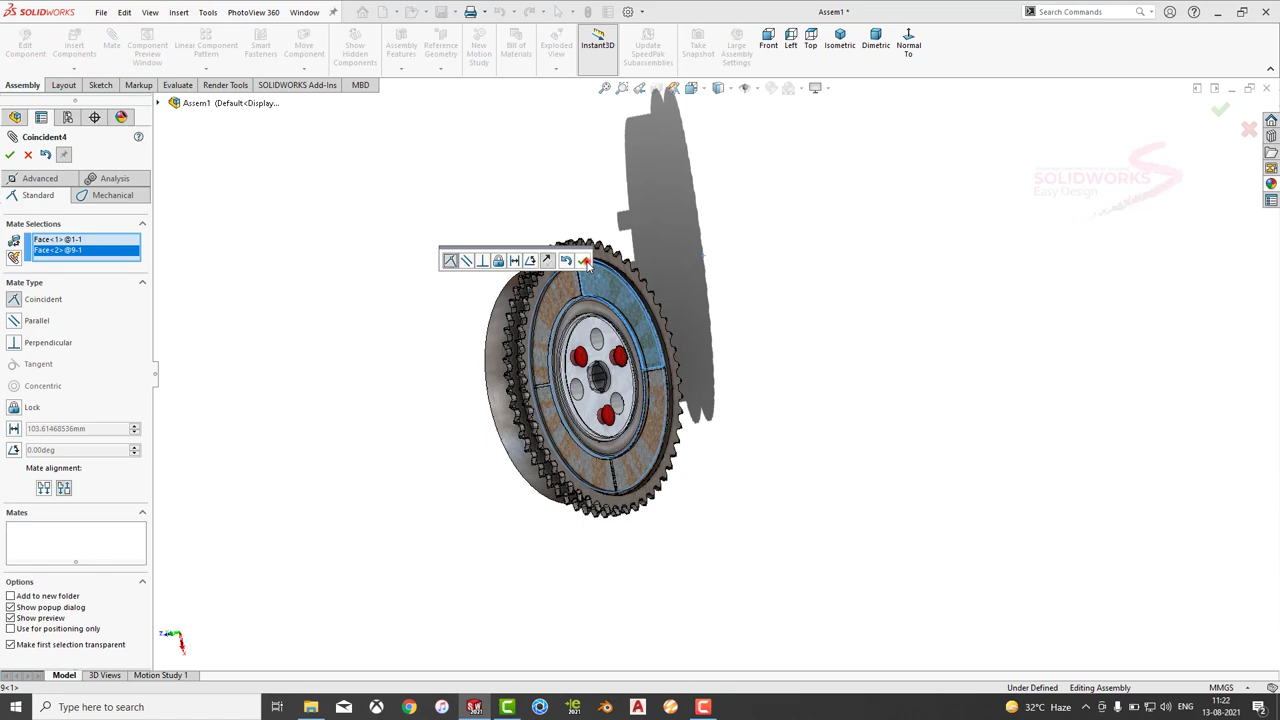 SOLIDWORKS File Edit View Insert Tools PhotoView 360 Window Assem1 * Search Commands
Edit Component
Insert Components
Mate
Component Preview Window
Linear Component Pattern
Smart Fasteners
Move Component
Show Hidden Components
Assembly Features
Reference Geometry
New Motion Study
Bill of Materials
Exploded View
Instant3D
Update SpeedPak Subassemblies
Take Snapshot
Large Assembly Settings
Front
Left
Top
Isometric
Dimetric
Normal To
Assembly Layout Sketch Markup Evaluate Render Tools SOLIDWORKS Add-Ins MBD
Assem1 (Default<Display...
Coincident4
Advanced Analysis
Standard Mechanical
Mate Selections
Face<1>@1-1
Face<2>@9-1
Mate Type
Coincident
Parallel
Perpendicular
Tangent
Concentric
Lock
103.61468536mm
0.00deg
Mate alignment:
Mates
Options
Add to new folder
Show popup dialog
Show preview
Use for positioning only
Make first selection transparent
SOLIDWORKS
Easy Design
Z
Model 3D Views Motion Study 1
9<1> Under Defined Editing Assembly MMGS
Type here to search
32°C Haze
ENG
11:22
13-08-2021